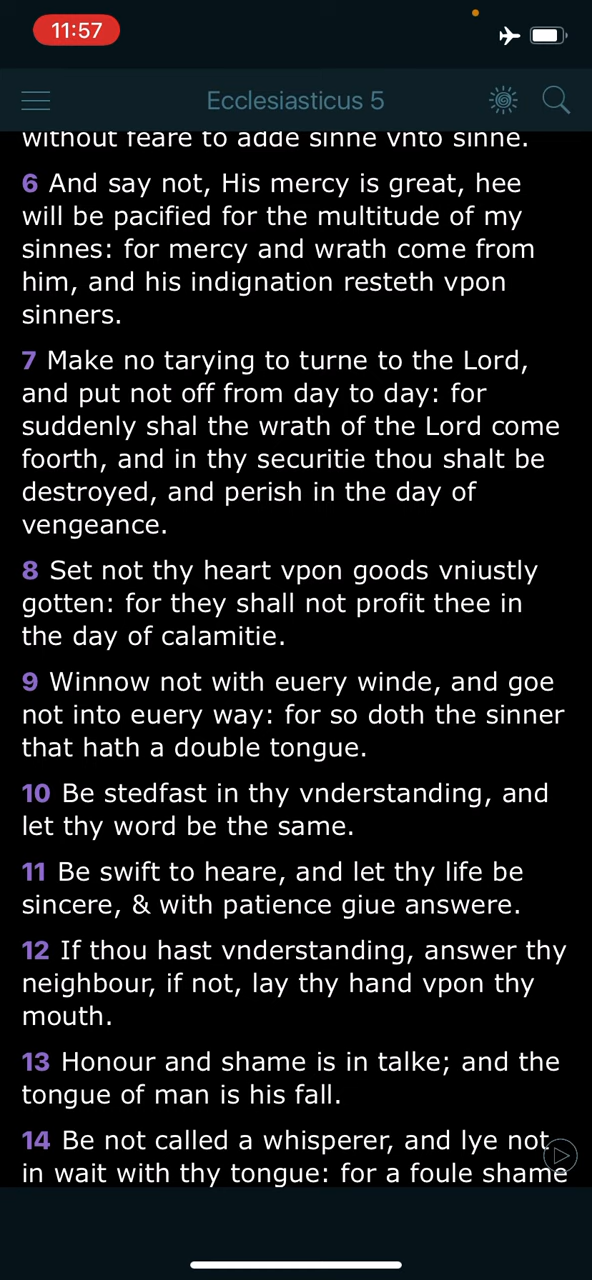 11:57
Ecclesiasticus 5
without feare to adde sinne vnto sinne.
6 And say not, His mercy is great, hee
will be pacified for the multitude of my
sinnes: for mercy and wrath come from
him, and his indignation resteth vpon
sinners.
7 Make no tarying to turne to the Lord,
and put not off from day to day: for
suddenly shal the wrath of the Lord come
foorth, and in thy securitie thou shalt be
destroyed, and perish in the day of
vengeance.
8 Set not thy heart vpon goods vniustly
gotten: for they shall not profit thee in
the day of calamitie.
9 Winnow not with euery winde, and goe
not into euery way: for so doth the sinner
that hath a double tongue.
10 Be stedfast in thy vnderstanding, and
let thy word be the same.
11 Be swift to heare, and let thy life be
sincere, & with patience giue answere.
12 If thou hast vnderstanding, answer thy
neighbour, if not, lay thy hand vpon thy
mouth.
13 Honour and shame is in talke; and the
tongue of man is his fall.
14 Be not called a whisperer, and lye not
in wait with thy tongue: for a foule shame